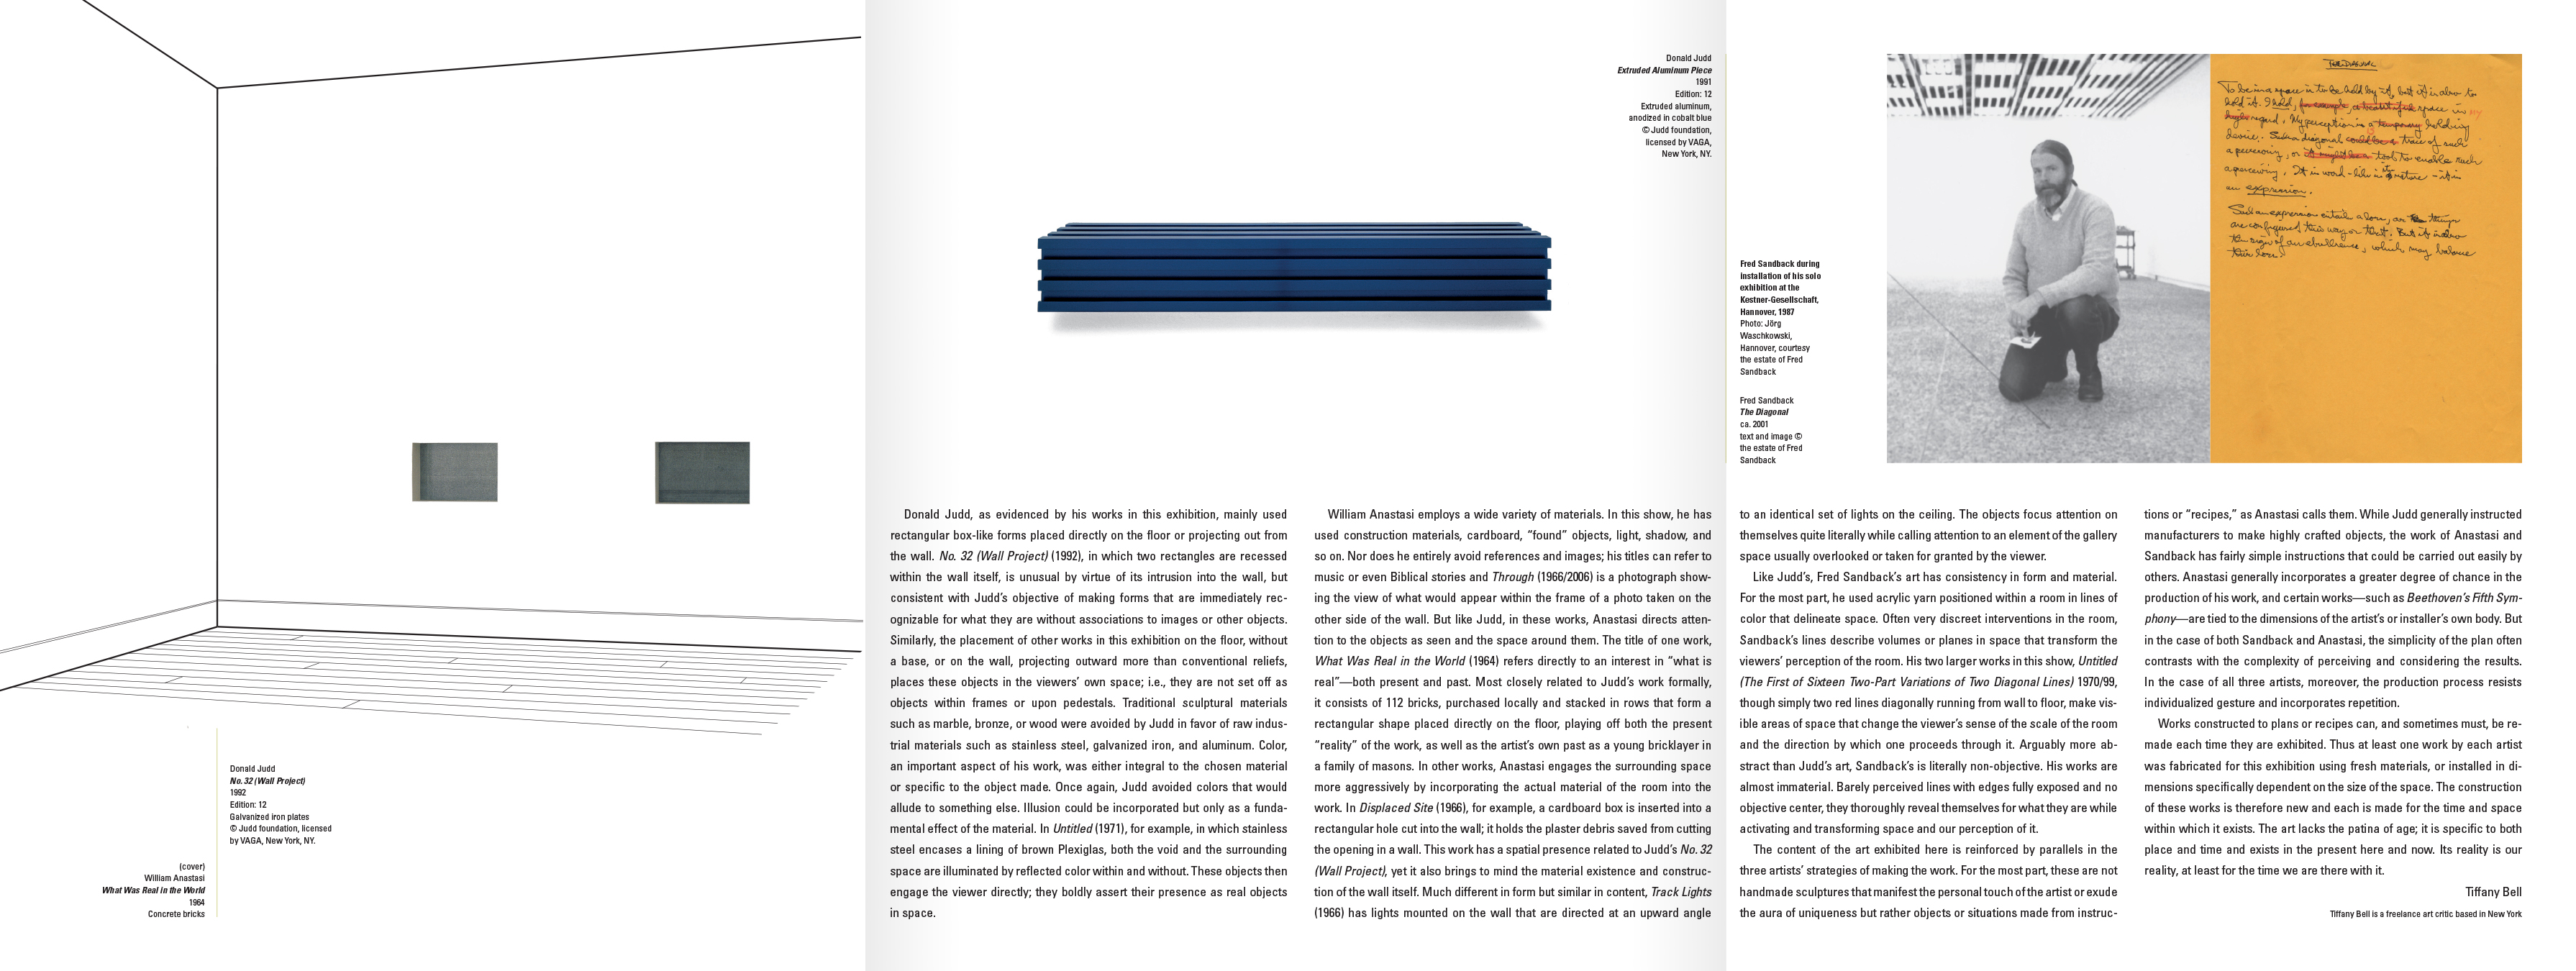 Donald Judd
No. 32 (Wall Project)
1992
Edition: 12
Galvanized iron plates
© Judd foundation, licensed
by VAGA, New York, NY.
(cover)
William Anastasi
What Was Real in the World
1964
Concrete bricks
Donald Judd
Extruded Aluminum Piece
1991
Edition: 12
Extruded aluminum,
anodized in cobalt blue
© Judd foundation,
licensed by VAGA,
New York, NY.
Donald Judd, as evidenced by his works in this exhibition, mainly used
rectangular box-like forms placed directly on the floor or projecting out from
the wall. No. 32 (Wall Project) (1992), in which two rectangles are recessed
within the wall itself, is unusual by virtue of its intrusion into the wall, but
consistent with Judd’s objective of making forms that are immediately rec-
ognizable for what they are without associations to images or other objects.
Similarly, the placement of other works in this exhibition on the floor, without
a base, or on the wall, projecting outward more than conventional reliefs,
places these objects in the viewers’ own space; i.e., they are not set off as
objects within frames or upon pedestals. Traditional sculptural materials
such as marble, bronze, or wood were avoided by Judd in favor of raw indus-
trial materials such as stainless steel, galvanized iron, and aluminum. Color,
an important aspect of his work, was either integral to the chosen material
or specific to the object made. Once again, Judd avoided colors that would
allude to something else. Illusion could be incorporated but only as a funda-
mental effect of the material. In Untitled (1971), for example, in which stainless
steel encases a lining of brown Plexiglas, both the void and the surrounding
space are illuminated by reflected color within and without. These objects then
engage the viewer directly; they boldly assert their presence as real objects
in space.
William Anastasi employs a wide variety of materials. In this show, he has
used construction materials, cardboard, “found” objects, light, shadow, and
so on. Nor does he entirely avoid references and images; his titles can refer to
music or even Biblical stories and Through (1966/2006) is a photograph show-
ing the view of what would appear within the frame of a photo taken on the
other side of the wall. But like Judd, in these works, Anastasi directs atten-
tion to the objects as seen and the space around them. The title of one work,
What Was Real in the World (1964) refers directly to an interest in “what is
real”—both present and past. Most closely related to Judd’s work formally,
it consists of 112 bricks, purchased locally and stacked in rows that form a
rectangular shape placed directly on the floor, playing off both the present
“reality” of the work, as well as the artist’s own past as a young bricklayer in
a family of masons. In other works, Anastasi engages the surrounding space
more aggressively by incorporating the actual material of the room into the
work. In Displaced Site (1966), for example, a cardboard box is inserted into a
rectangular hole cut into the wall; it holds the plaster debris saved from cutting
the opening in a wall. This work has a spatial presence related to Judd’s No. 32
(Wall Project), yet it also brings to mind the material existence and construc-
tion of the wall itself. Much different in form but similar in content, Track Lights
(1966) has lights mounted on the wall that are directed at an upward angle
Fred Sandback during
installation of his solo
exhibition at the
Kestner-Gesellschaft,
Hannover, 1987
Photo: Jörg
Waschkowski,
Hannover, courtesy
the estate of Fred
Sandback
Fred Sandback
The Diagonal
ca. 2001
text and image ©
the estate of Fred
Sandback
THE DIAGONAL
To be in a space is to be held by it, but it is also to
hold it. I hold, for example, a beautiful space in my
high regard. My perception is a temporary holding
device. Such a diagonal could be a trace of such
a perceiving, or it might be a tool to enable such
a perceiving. It is word-like in its nature – it is
an expression.
Such an expression entails a loss, as the things
are configured this way or that. But it is also
the sign of an ebullience, which may balance
this loss.
to an identical set of lights on the ceiling. The objects focus attention on
themselves quite literally while calling attention to an element of the gallery
space usually overlooked or taken for granted by the viewer.
Like Judd’s, Fred Sandback’s art has consistency in form and material.
For the most part, he used acrylic yarn positioned within a room in lines of
color that delineate space. Often very discreet interventions in the room,
Sandback’s lines describe volumes or planes in space that transform the
viewers’ perception of the room. His two larger works in this show, Untitled
(The First of Sixteen Two-Part Variations of Two Diagonal Lines) 1970/99,
though simply two red lines diagonally running from wall to floor, make vis-
ible areas of space that change the viewer’s sense of the scale of the room
and the direction by which one proceeds through it. Arguably more ab-
stract than Judd’s art, Sandback’s is literally non-objective. His works are
almost immaterial. Barely perceived lines with edges fully exposed and no
objective center, they thoroughly reveal themselves for what they are while
activating and transforming space and our perception of it.
The content of the art exhibited here is reinforced by parallels in the
three artists’ strategies of making the work. For the most part, these are not
handmade sculptures that manifest the personal touch of the artist or exude
the aura of uniqueness but rather objects or situations made from instruc-
tions or “recipes,” as Anastasi calls them. While Judd generally instructed
manufacturers to make highly crafted objects, the work of Anastasi and
Sandback has fairly simple instructions that could be carried out easily by
others. Anastasi generally incorporates a greater degree of chance in the
production of his work, and certain works—such as Beethoven’s Fifth Sym-
phony—are tied to the dimensions of the artist’s or installer’s own body. But
in the case of both Sandback and Anastasi, the simplicity of the plan often
contrasts with the complexity of perceiving and considering the results.
In the case of all three artists, moreover, the production process resists
individualized gesture and incorporates repetition.
Works constructed to plans or recipes can, and sometimes must, be re-
made each time they are exhibited. Thus at least one work by each artist
was fabricated for this exhibition using fresh materials, or installed in di-
mensions specifically dependent on the size of the space. The construction
of these works is therefore new and each is made for the time and space
within which it exists. The art lacks the patina of age; it is specific to both
place and time and exists in the present here and now. Its reality is our
reality, at least for the time we are there with it.
Tiffany Bell
Tiffany Bell is a freelance art critic based in New York